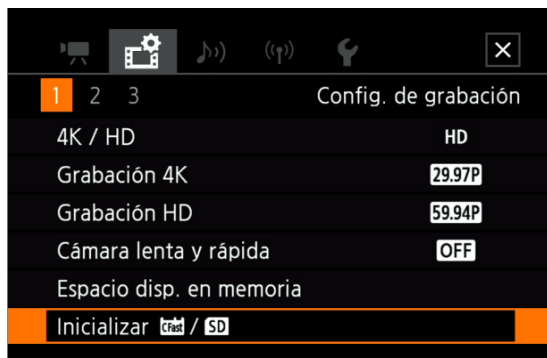 1 2 3 Config. de grabación
4K / HD HD
Grabación 4K 29.97P
Grabación HD 59.94P
Cámara lenta y rápida OFF
Espacio disp. en memoria
Inicializar CFast / SD